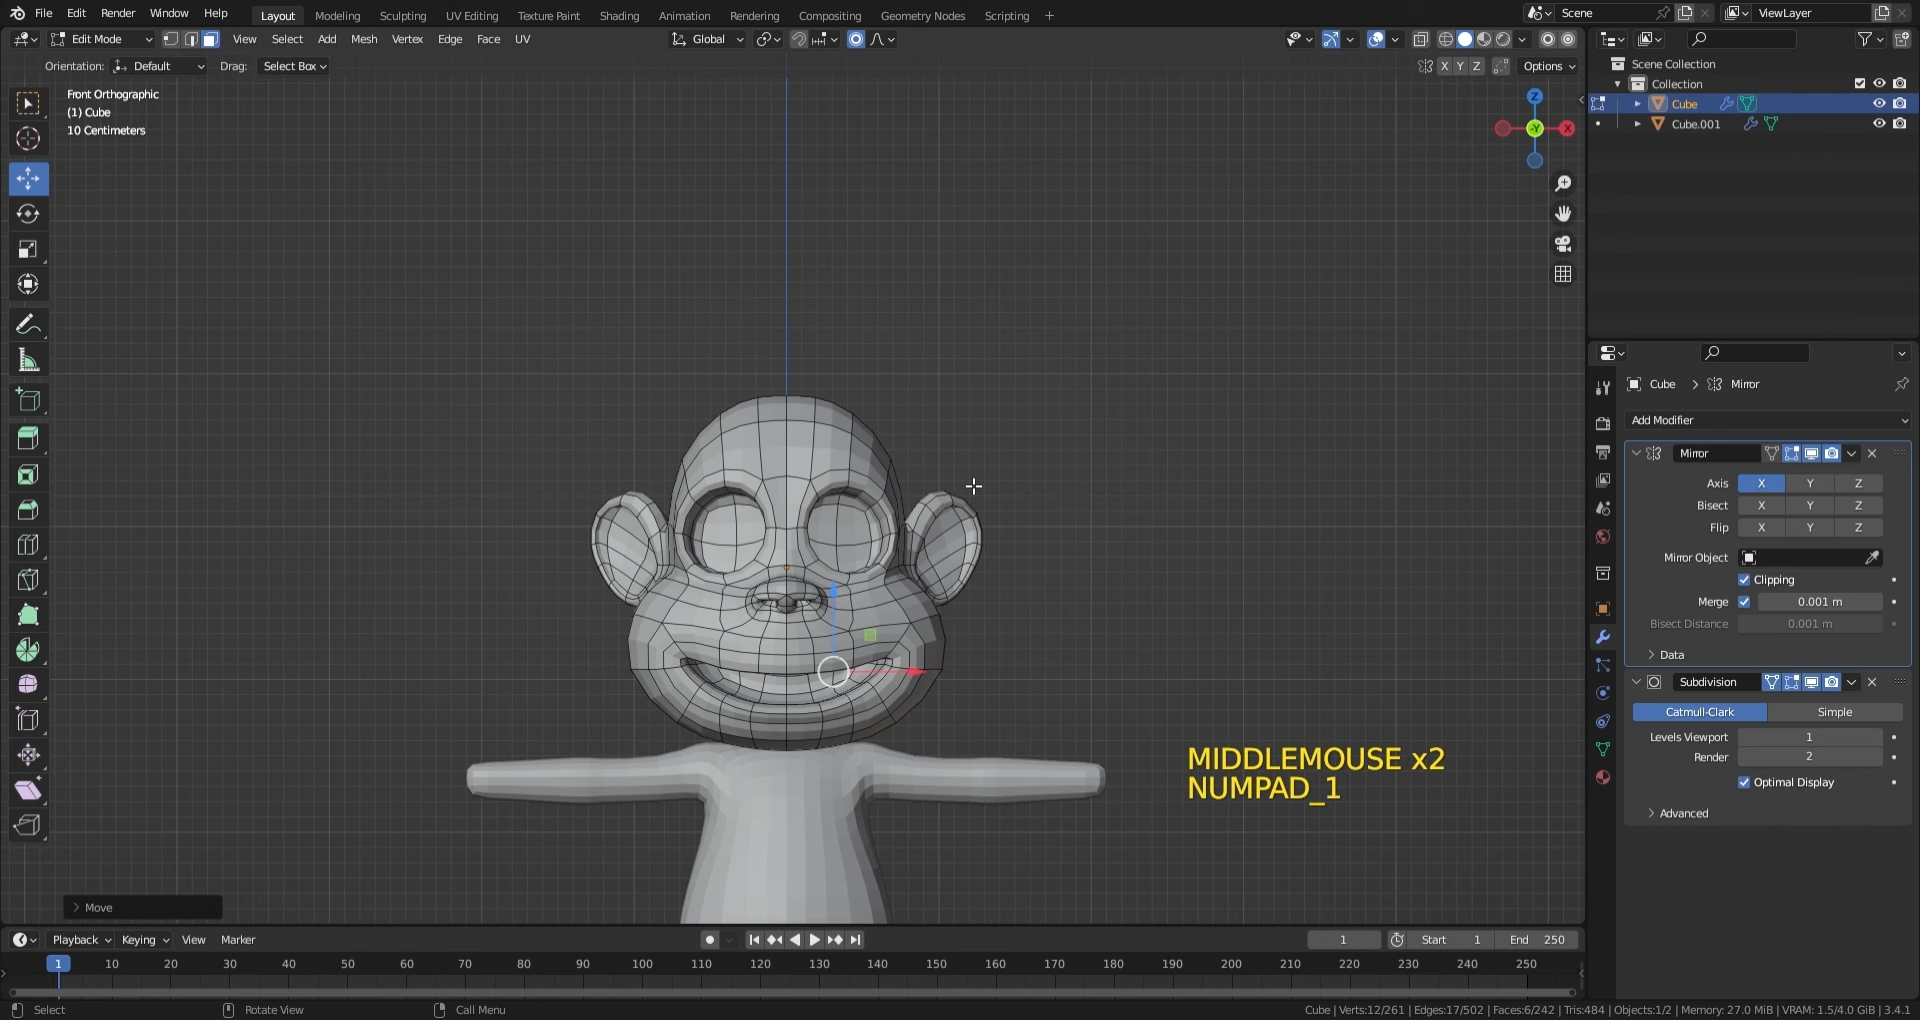 File Edit Render Window Help Layout Modeling Sculpting UV Editing Texture Paint Shading Animation Rendering Compositing Geometry Nodes Scripting + Scene ViewLayer
Edit Mode View Select Add Mesh Vertex Edge Face UV Global
Orientation: Default Drag: Select Box X Y Z Options
Front Orthographic
(1) Cube
10 Centimeters
Z
-Y
X
Scene Collection
Collection
Cube
Cube.001
Cube > Mirror
Add Modifier
Mirror
Axis X Y Z
Bisect X Y Z
Flip X Y Z
Mirror Object
Clipping
Merge 0.001 m
Bisect Distance 0.001 m
Data
Subdivision
Catmull-Clark Simple
Levels Viewport 1
Render 2
Optimal Display
Advanced
MIDDLEMOUSE x2
NUMPAD_1
Move
Playback Keying View Marker 1 Start 1 End 250
1 10 20 30 40 50 60 70 80 90 100 110 120 130 140 150 160 170 180 190 200 210 220 230 240 250
Select Rotate View Call Menu Cube | Verts:12/261 | Edges:17/502 | Faces:6/242 | Tris:484 | Objects:1/2 | Memory: 27.0 MiB | VRAM: 1.5/4.0 GiB | 3.4.1